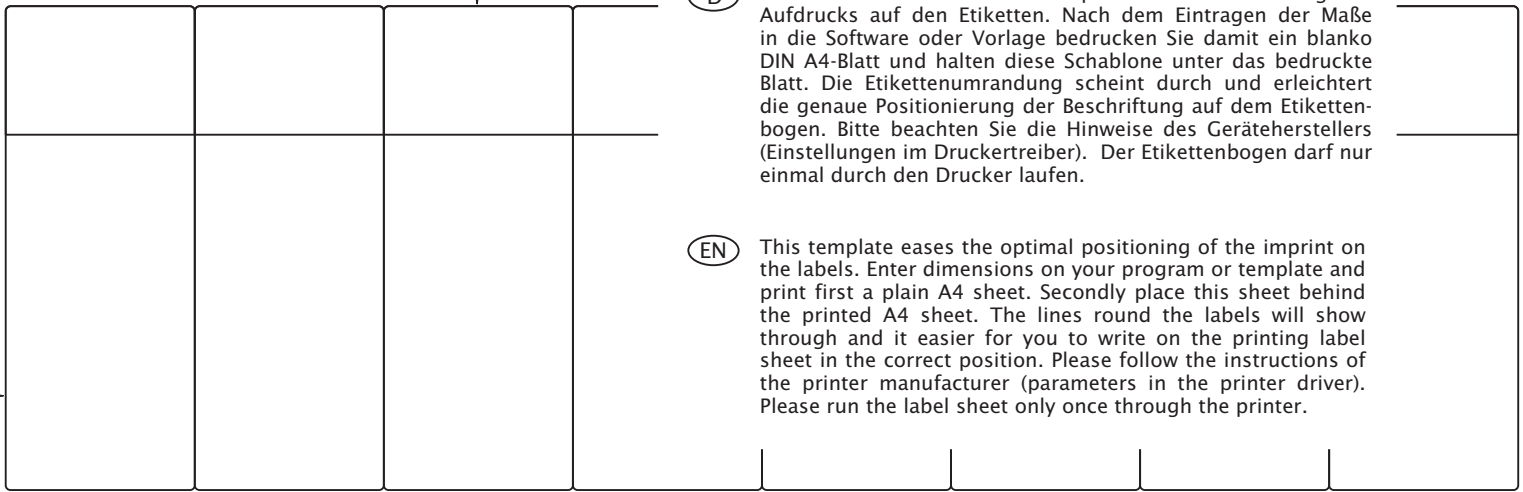 D
Aufdrucks auf den Etiketten. Nach dem Eintragen der Maße
in die Software oder Vorlage bedrucken Sie damit ein blanko
DIN A4-Blatt und halten diese Schablone unter das bedruckte
Blatt. Die Etikettenumrandung scheint durch und erleichtert
die genaue Positionierung der Beschriftung auf dem Etiketten-
bogen. Bitte beachten Sie die Hinweise des Geräteherstellers
(Einstellungen im Druckertreiber).  Der Etikettenbogen darf nur
einmal durch den Drucker laufen.
EN
This template eases the optimal positioning of the imprint on
the labels. Enter dimensions on your program or template and
print first a plain A4 sheet. Secondly place this sheet behind
the printed A4 sheet. The lines round the labels will show
through and it easier for you to write on the printing label
sheet in the correct position. Please follow the instructions of
the printer manufacturer (parameters in the printer driver).
Please run the label sheet only once through the printer.